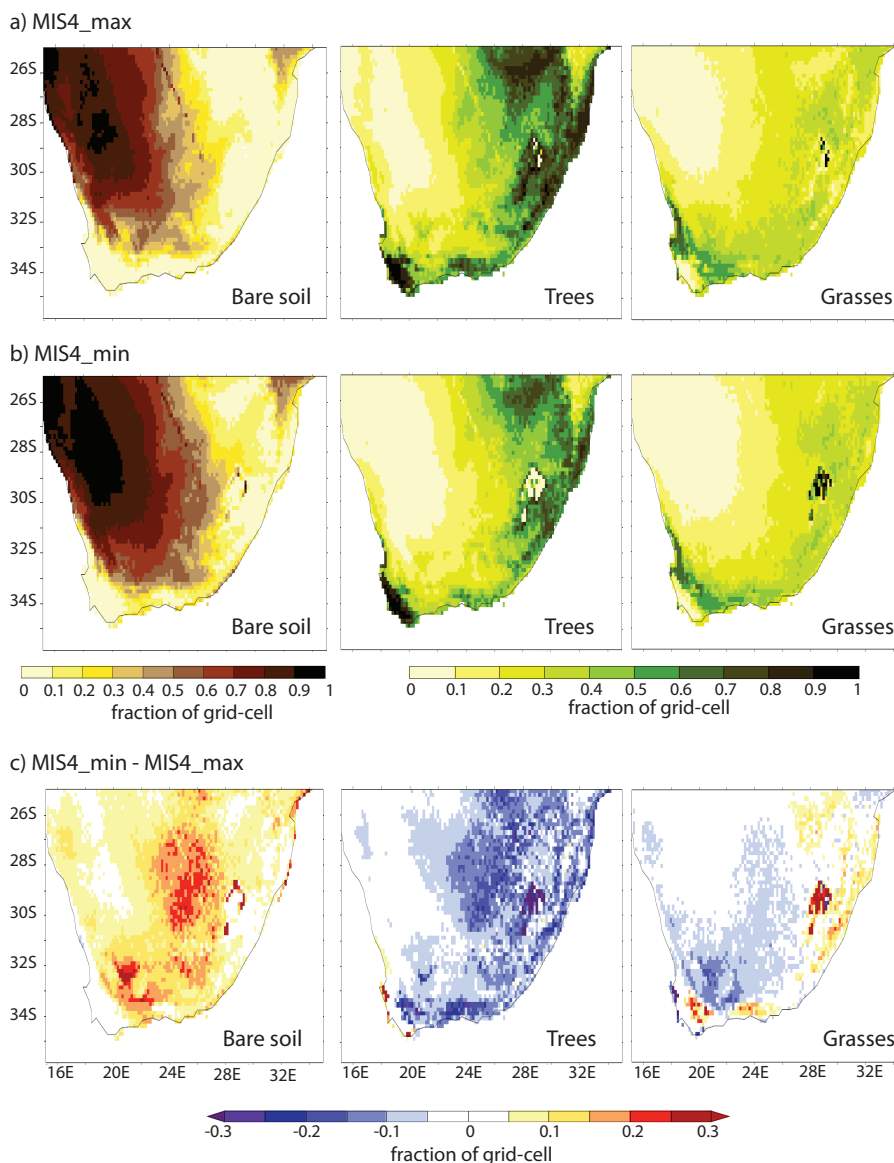 a) MIS4_max
26S
28S
30S
32S
34S
Bare soil
Trees
Grasses
b) MIS4_min
26S
28S
30S
32S
34S
Bare soil
Trees
Grasses
0 0.1 0.2 0.3 0.4 0.5 0.6 0.7 0.8 0.9 1
fraction of grid-cell
0 0.1 0.2 0.3 0.4 0.5 0.6 0.7 0.8 0.9 1
fraction of grid-cell
c) MIS4_min - MIS4_max
26S
28S
30S
32S
34S
Bare soil
Trees
Grasses
16E 20E 24E 28E 32E
16E 20E 24E 28E 32E
16E 20E 24E 28E 32E
-0.3 -0.2 -0.1 0 0.1 0.2 0.3
fraction of grid-cell